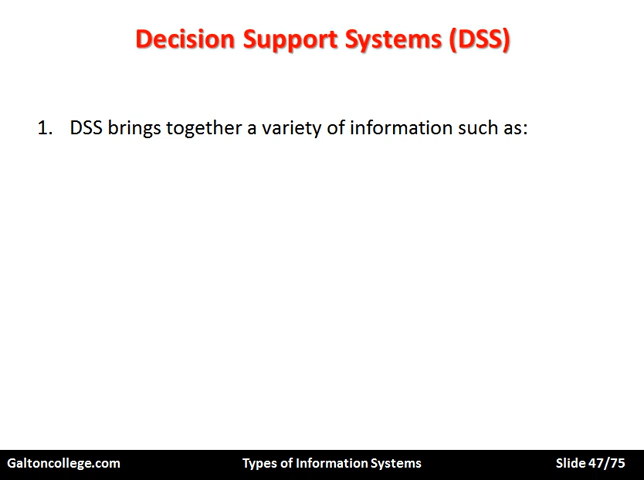 Decision Support Systems (DSS)
1. DSS brings together a variety of information such as:
Galtoncollege.com Types of Information Systems Slide 47/75